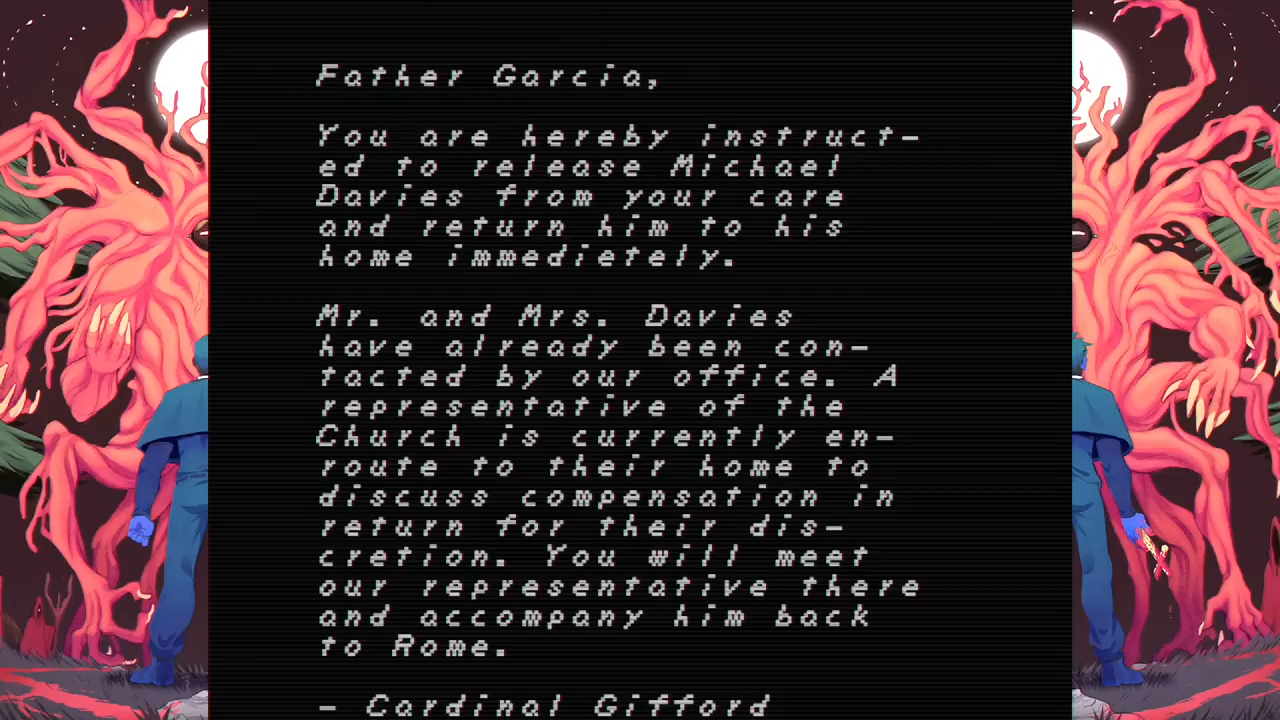 Father Garcia,
You are hereby instruct-
ed to release Michael
Davies from your care
and return him to his
home immedietely.
Mr. and Mrs. Davies
have already been con-
tacted by our office. A
representative of the
Church is currently en-
route to their home to
discuss compensation in
return for their dis-
cretion. You will meet
our representative there
and accompany him back
to Rome.
- Cardinal Gifford